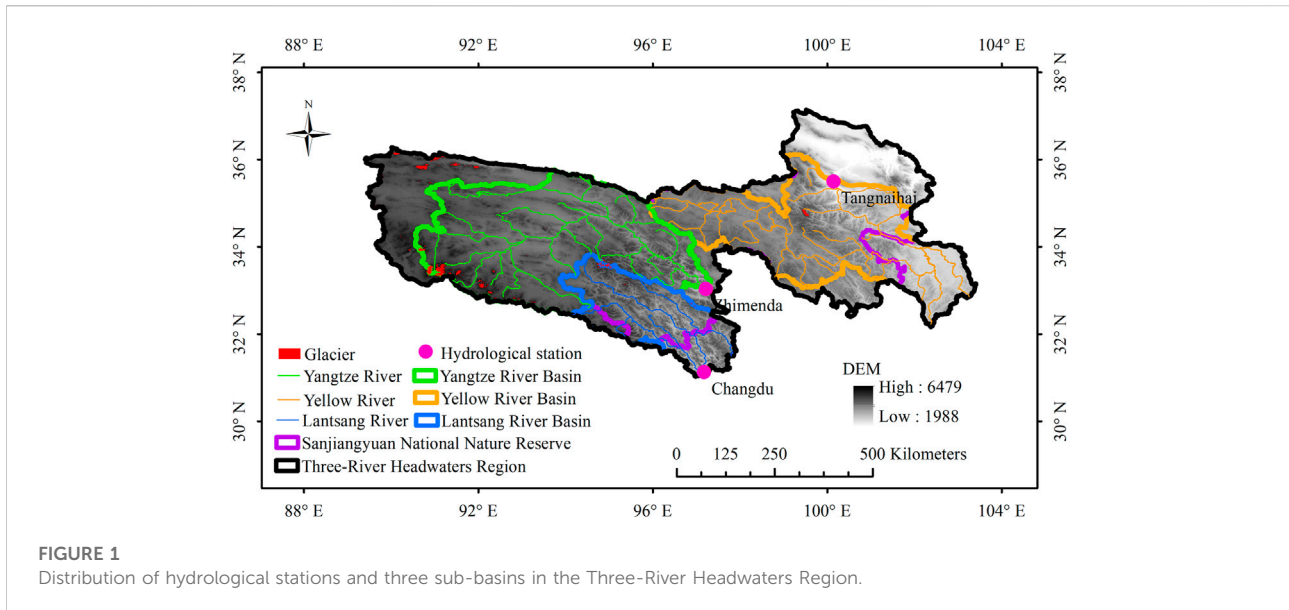 88° E 92° E 96° E 100° E 104° E
38° N
38° N
N
36° N
36° N
Tangnaihai
34° N
34° N
Zhimenda
32° N
32° N
Glacier Hydrological station
Yangtze River Yangtze River Basin
Yellow River Yellow River Basin
Lantsang River Lantsang River Basin
Sanjiangyuan National Nature Reserve
Three-River Headwaters Region
Changdu
DEM
High : 6479
Low : 1988
30° N
30° N
0 125 250 500 Kilometers
88° E 92° E 96° E 100° E 104° E
FIGURE 1
Distribution of hydrological stations and three sub-basins in the Three-River Headwaters Region.